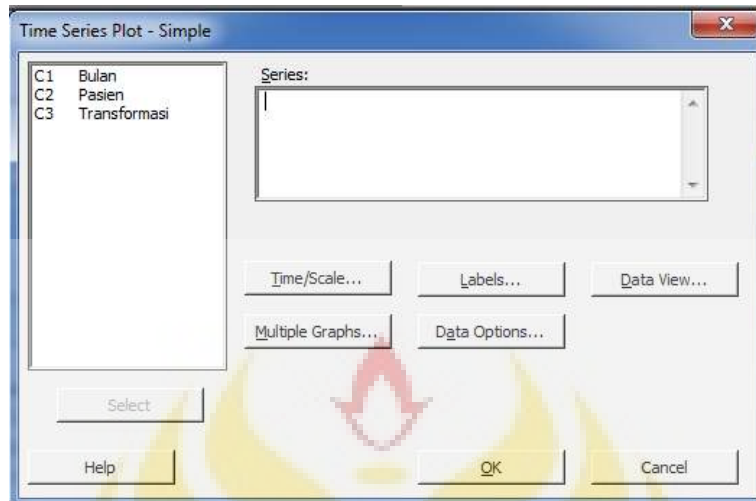 Time Series Plot - Simple
C1 Bulan
C2 Pasien
C3 Transformasi
Series:
Time/Scale...
Labels...
Data View...
Multiple Graphs...
Data Options...
Select
Help
OK
Cancel